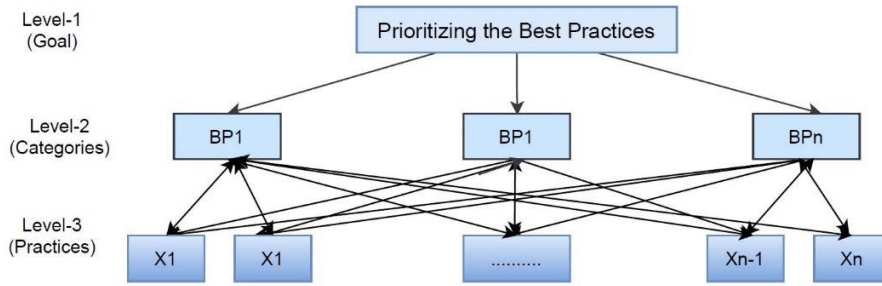 Level-1
(Goal)
Prioritizing the Best Practices
Level-2
(Categories)
BP1
BP1
BPn
Level-3
(Practices)
X1
X1
..........
Xn-1
Xn